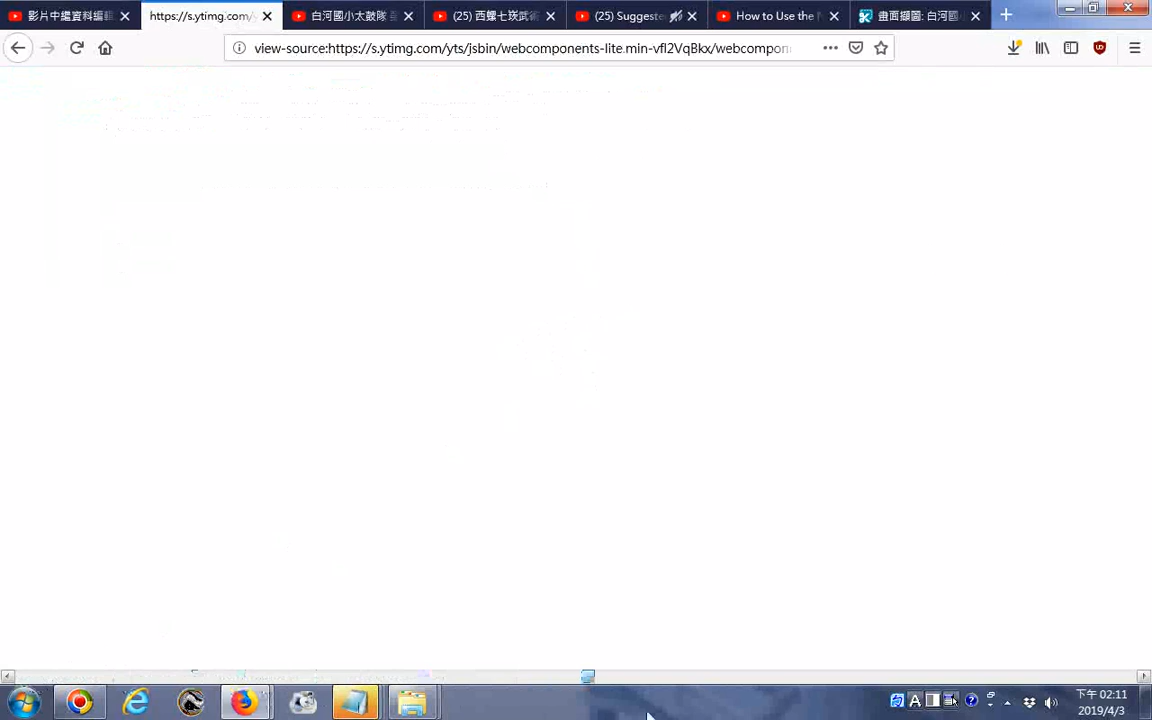 影片中繼資料編輯
https://s.ytimg.com/y
白河國小太鼓隊
(25) 西螺七崁武術
(25) Suggeste
How to Use the
畫面擷圖: 白河國小
view-source:https://s.ytimg.com/yts/jsbin/webcomponents-lite.min-vfl2VqBkx/webcompon
下午 02:11
2019/4/3